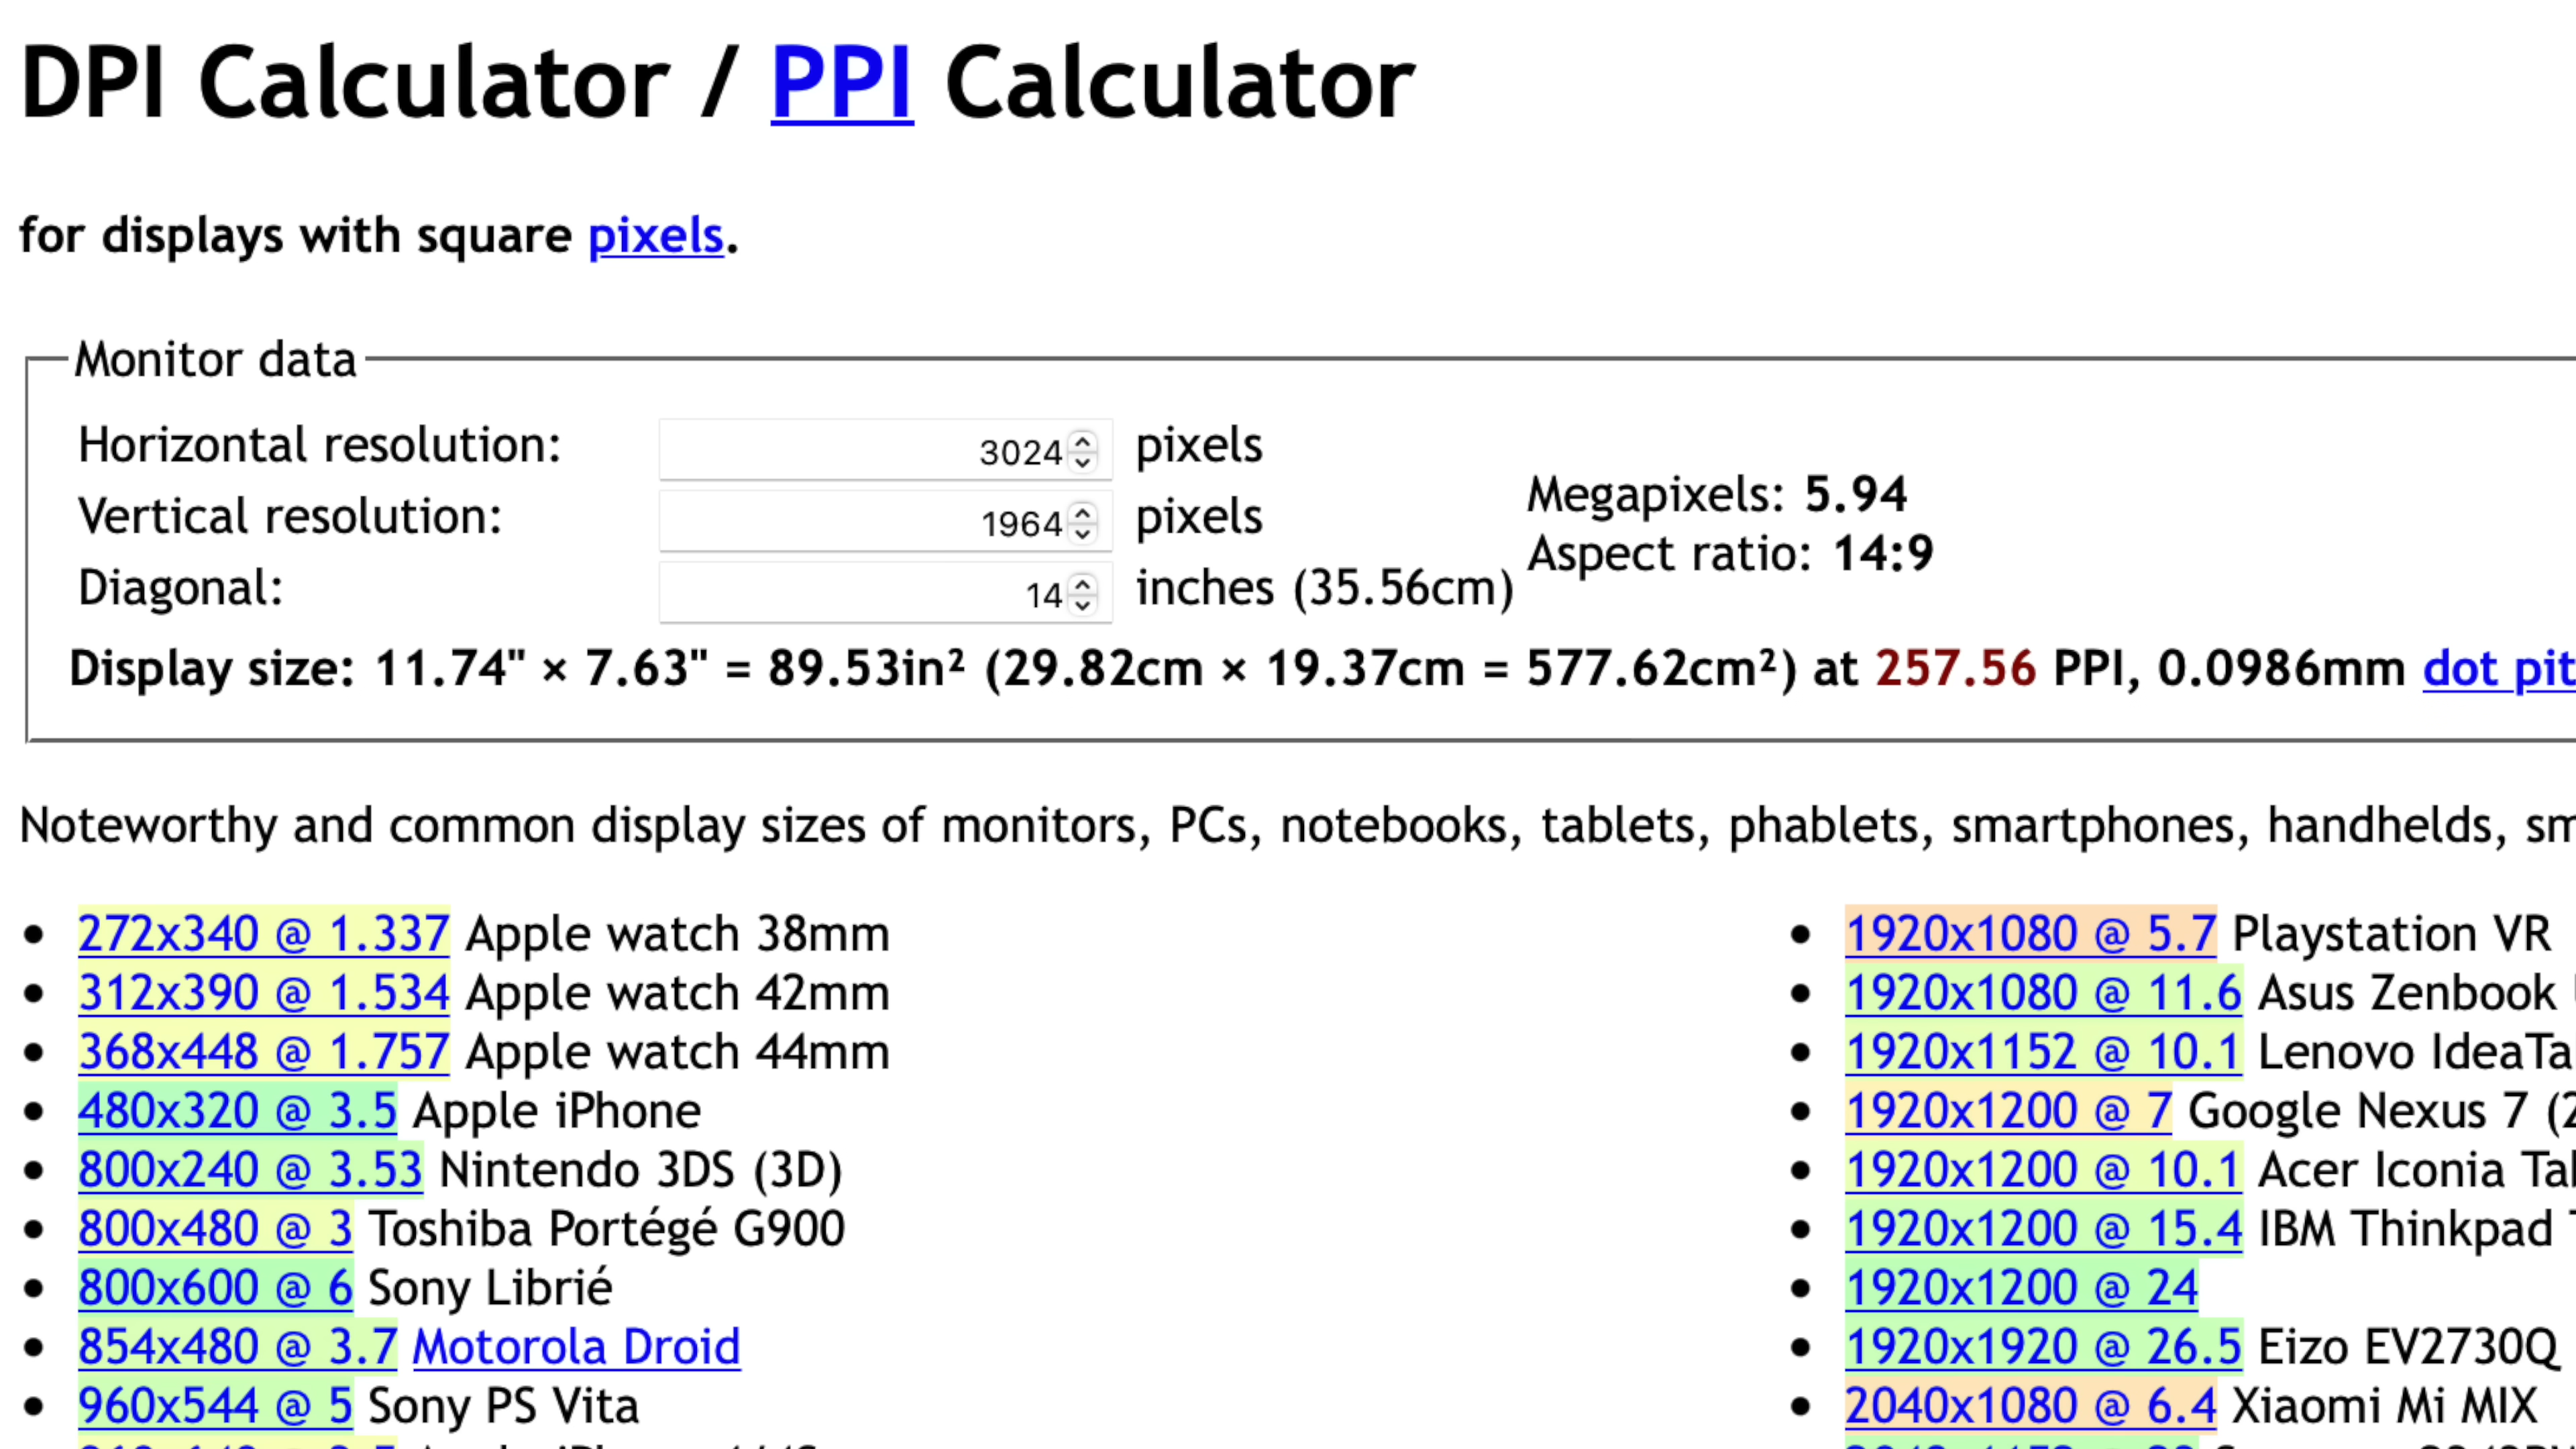 DPI Calculator / PPI Calculator
for displays with square pixels.
Monitor data
Horizontal resolution: 3024 pixels
Vertical resolution: 1964 pixels
Diagonal: 14 inches (35.56cm)
Megapixels: 5.94
Aspect ratio: 14:9
Display size: 11.74" × 7.63" = 89.53in² (29.82cm × 19.37cm = 577.62cm²) at 257.56 PPI, 0.0986mm dot pit
Noteworthy and common display sizes of monitors, PCs, notebooks, tablets, phablets, smartphones, handhelds, sm
272x340 @ 1.337 Apple watch 38mm
312x390 @ 1.534 Apple watch 42mm
368x448 @ 1.757 Apple watch 44mm
480x320 @ 3.5 Apple iPhone
800x240 @ 3.53 Nintendo 3DS (3D)
800x480 @ 3 Toshiba Portégé G900
800x600 @ 6 Sony Librié
854x480 @ 3.7 Motorola Droid
960x544 @ 5 Sony PS Vita
1920x1080 @ 5.7 Playstation VR
1920x1080 @ 11.6 Asus Zenbook
1920x1152 @ 10.1 Lenovo IdeaTa
1920x1200 @ 7 Google Nexus 7 (2
1920x1200 @ 10.1 Acer Iconia Tal
1920x1200 @ 15.4 IBM Thinkpad T
1920x1200 @ 24
1920x1920 @ 26.5 Eizo EV2730Q
2040x1080 @ 6.4 Xiaomi Mi MIX